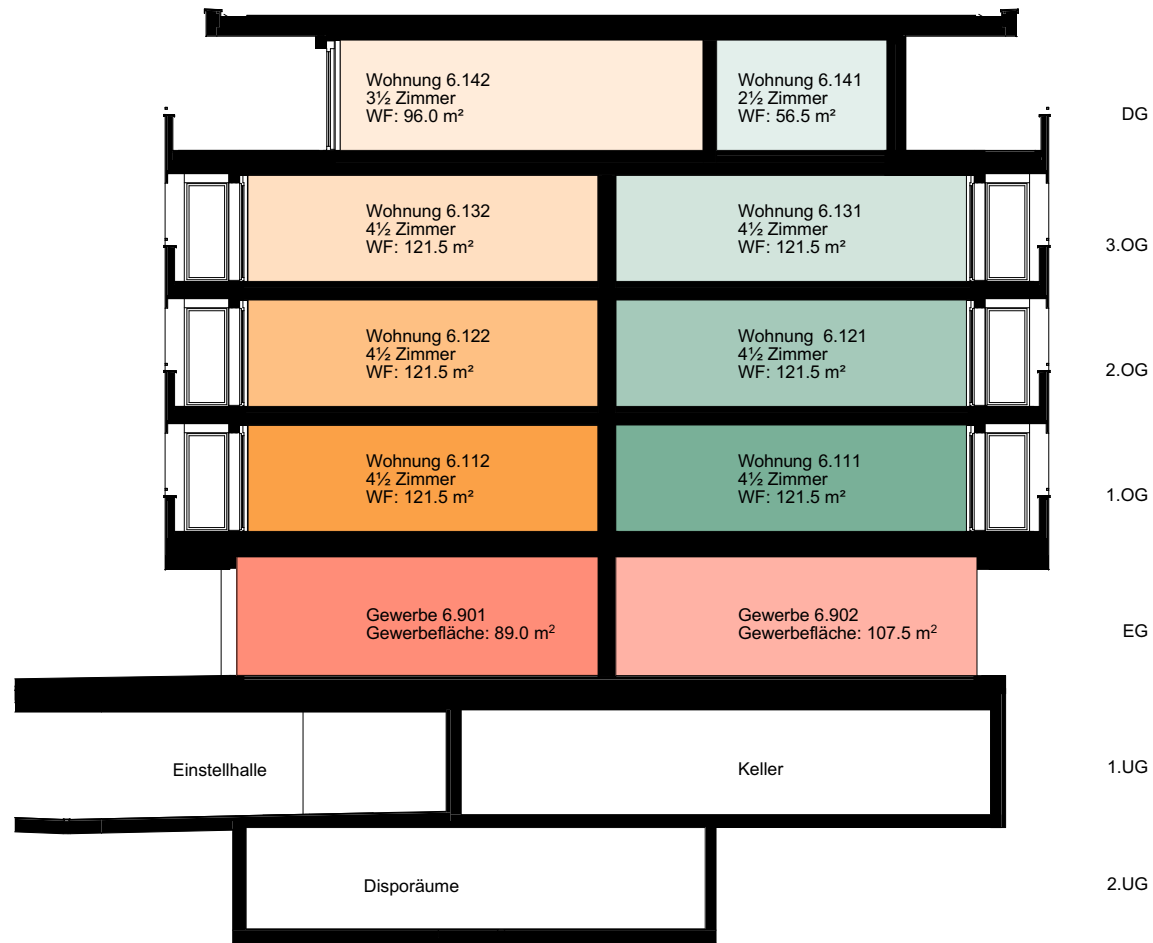 Wohnung 6.142
3½ Zimmer
WF: 96.0 m²
Wohnung 6.141
2½ Zimmer
WF: 56.5 m²
DG
Wohnung 6.132
4½ Zimmer
WF: 121.5 m²
Wohnung 6.131
4½ Zimmer
WF: 121.5 m²
3.OG
Wohnung 6.122
4½ Zimmer
WF: 121.5 m²
Wohnung  6.121
4½ Zimmer
WF: 121.5 m²
2.OG
Wohnung 6.112
4½ Zimmer
WF: 121.5 m²
Wohnung 6.111
4½ Zimmer
WF: 121.5 m²
1.OG
Gewerbe 6.901
Gewerbefläche: 89.0 m²
Gewerbe 6.902
Gewerbefläche: 107.5 m²
EG
Einstellhalle
Keller
1.UG
Disporäume
2.UG